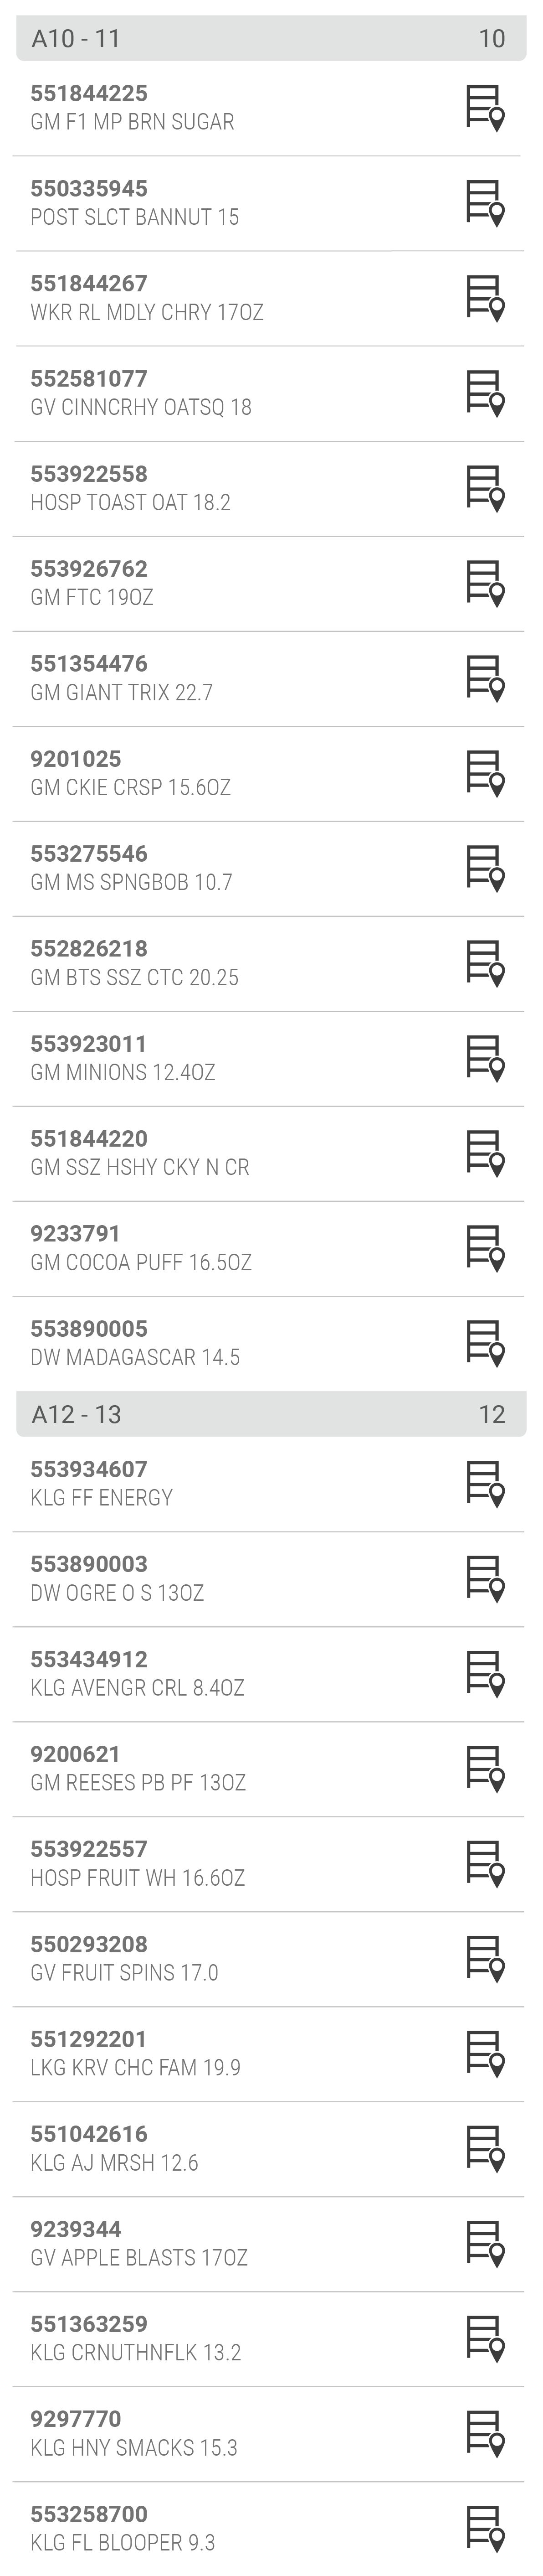 A10 - 11 10
551844225
GM F1 MP BRN SUGAR
550335945
POST SLCT BANNUT 15
551844267
WKR RL MDLY CHRY 17OZ
552581077
GV CINNCRHY OATSQ 18
553922558
HOSP TOAST OAT 18.2
553926762
GM FTC 19OZ
551354476
GM GIANT TRIX 22.7
9201025
GM CKIE CRSP 15.6OZ
553275546
GM MS SPNGBOB 10.7
552826218
GM BTS SSZ CTC 20.25
553923011
GM MINIONS 12.4OZ
551844220
GM SSZ HSHY CKY N CR
9233791
GM COCOA PUFF 16.5OZ
553890005
DW MADAGASCAR 14.5
A12 - 13 12
553934607
KLG FF ENERGY
553890003
DW OGRE O S 13OZ
553434912
KLG AVENGR CRL 8.4OZ
9200621
GM REESES PB PF 13OZ
553922557
HOSP FRUIT WH 16.6OZ
550293208
GV FRUIT SPINS 17.0
551292201
LKG KRV CHC FAM 19.9
551042616
KLG AJ MRSH 12.6
9239344
GV APPLE BLASTS 17OZ
551363259
KLG CRNUTHNFLK 13.2
9297770
KLG HNY SMACKS 15.3
553258700
KLG FL BLOOPER 9.3